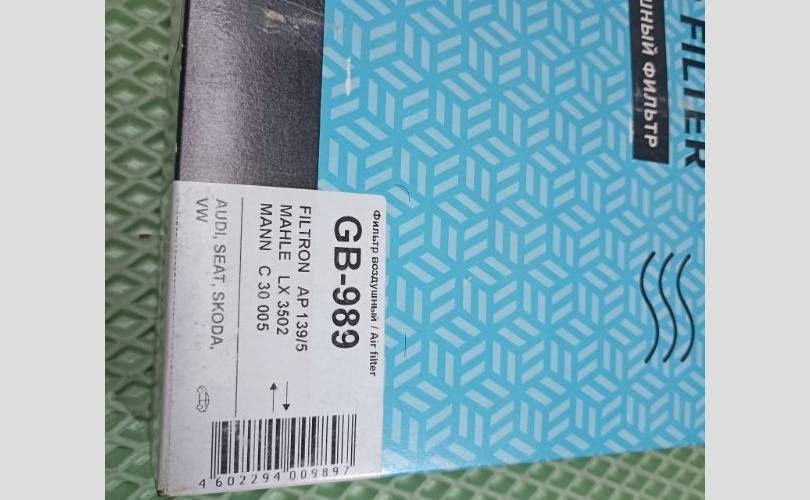 FILTER
ФИЛЬТР
Фильтр воздушный / Air filter
GB-989
FILTRON AP 139/5
MAHLE LX 3502
MANN C 30 005
AUDI, SEAT, SKODA,
VW
4 602294 009897